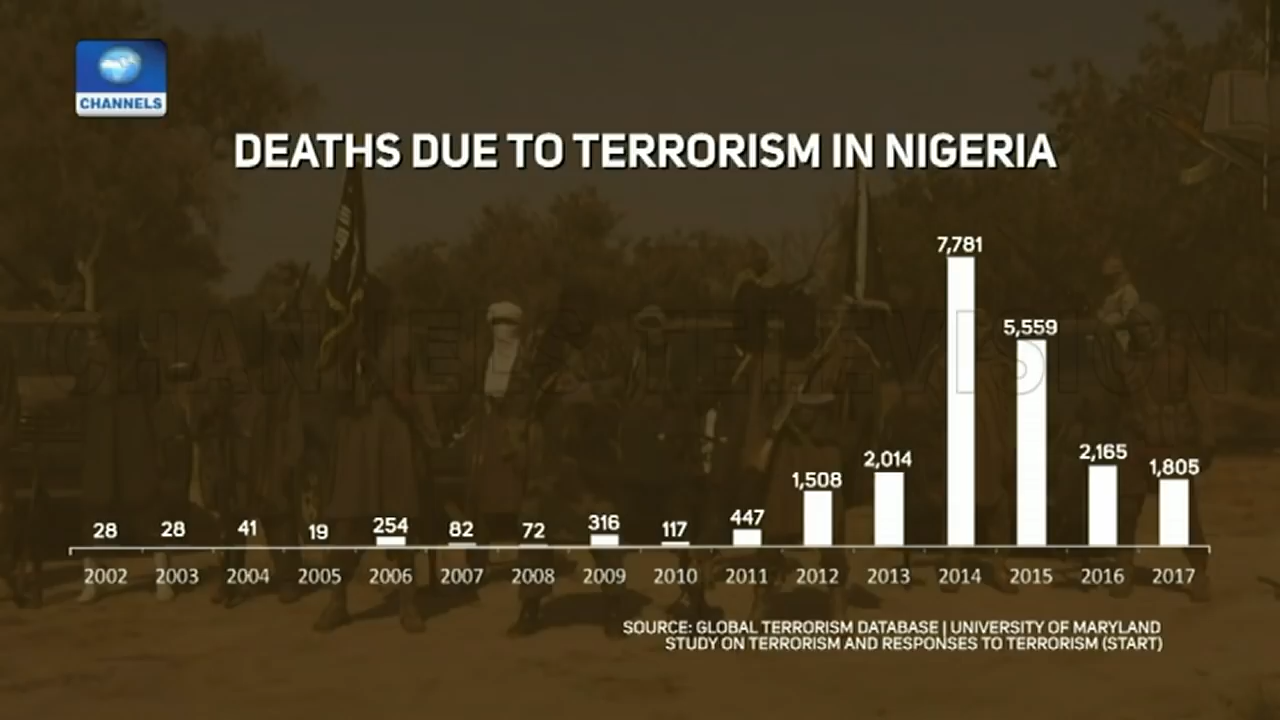 CHANNELS
DEATHS DUE TO TERRORISM IN NIGERIA
7,781
5,559
2,165
1,805
2,014
1,508
447
117
316
72
82
254
19
41
28
28
2002 2003 2004 2005 2006 2007 2008 2009 2010 2011 2012 2013 2014 2015 2016 2017
CHANNELS TELEVISION
SOURCE: GLOBAL TERRORISM DATABASE | UNIVERSITY OF MARYLAND
STUDY ON TERRORISM AND RESPONSES TO TERRORISM (START)